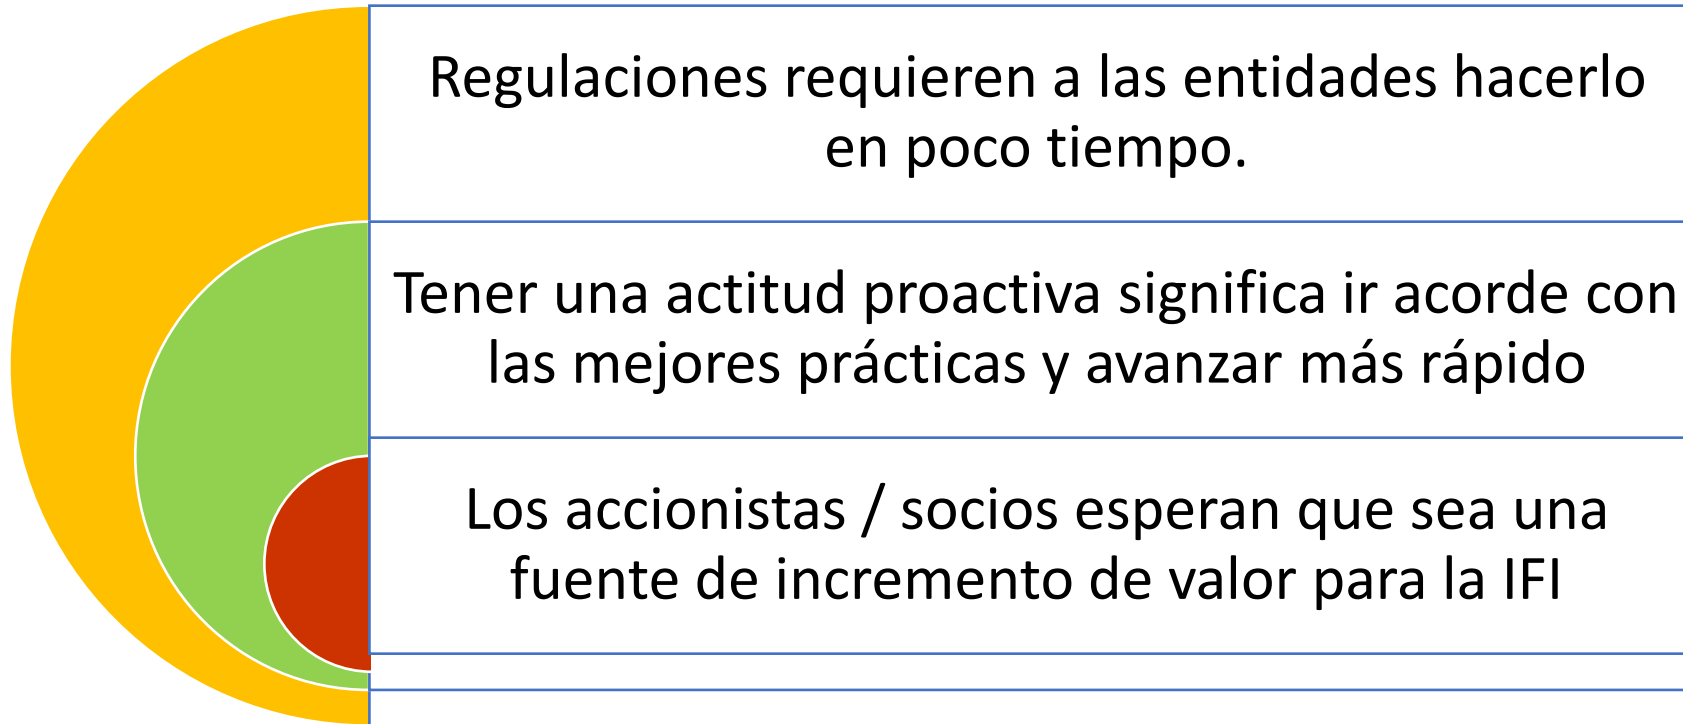 Regulaciones requieren a las entidades hacerlo
en poco tiempo.
Tener una actitud proactiva significa ir acorde con
las mejores prácticas y avanzar más rápido
Los accionistas / socios esperan que sea una
fuente de incremento de valor para la IFI